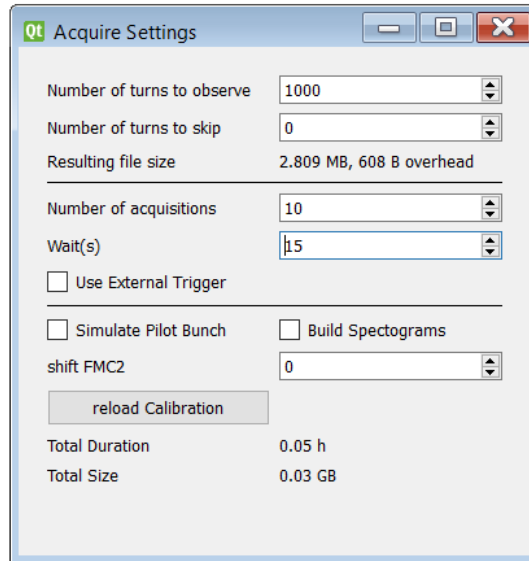 Qt Acquire Settings
Number of turns to observe 1000
Number of turns to skip 0
Resulting file size 2.809 MB, 608 B overhead
Number of acquisitions 10
Wait(s) 15
Use External Trigger
Simulate Pilot Bunch Build Spectograms
shift FMC2 0
reload Calibration
Total Duration 0.05 h
Total Size 0.03 GB